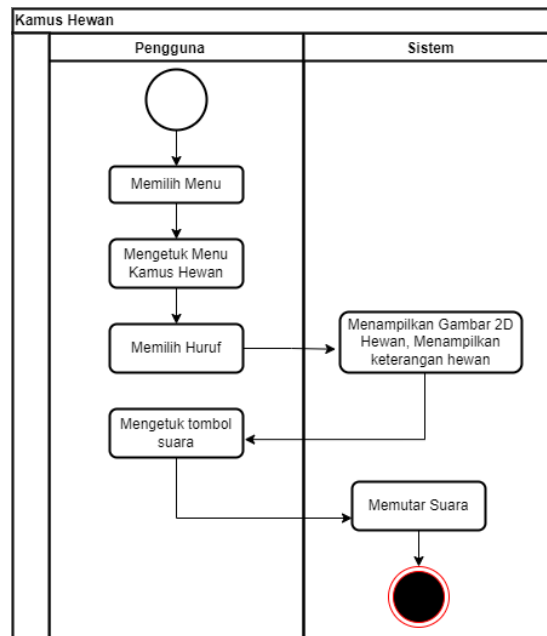 Kamus Hewan
Pengguna
Sistem
Memilih Menu
Mengetuk Menu
Kamus Hewan
Memilih Huruf
Menampilkan Gambar 2D
Hewan, Menampilkan
keterangan hewan
Mengetuk tombol
suara
Memutar Suara